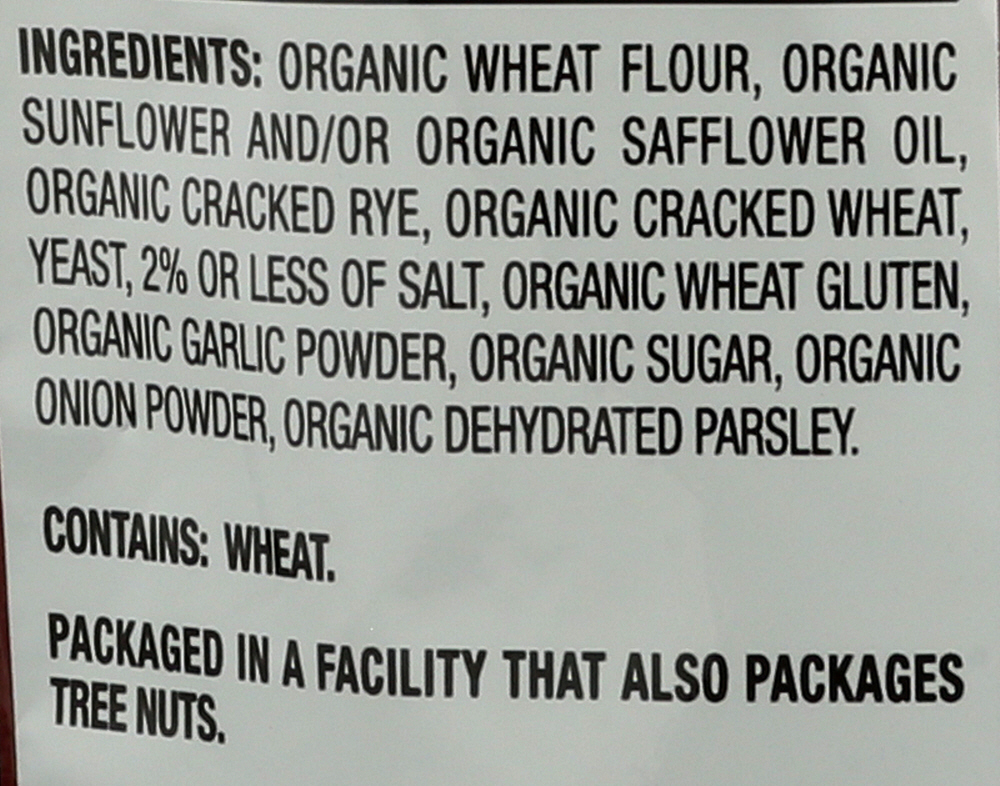 INGREDIENTS: ORGANIC WHEAT FLOUR, ORGANIC
SUNFLOWER AND/OR ORGANIC SAFFLOWER OIL,
ORGANIC CRACKED RYE, ORGANIC CRACKED WHEAT,
YEAST, 2% OR LESS OF SALT, ORGANIC WHEAT GLUTEN,
ORGANIC GARLIC POWDER, ORGANIC SUGAR, ORGANIC
ONION POWDER, ORGANIC DEHYDRATED PARSLEY.
CONTAINS: WHEAT.
PACKAGED IN A FACILITY THAT ALSO PACKAGES
TREE NUTS.